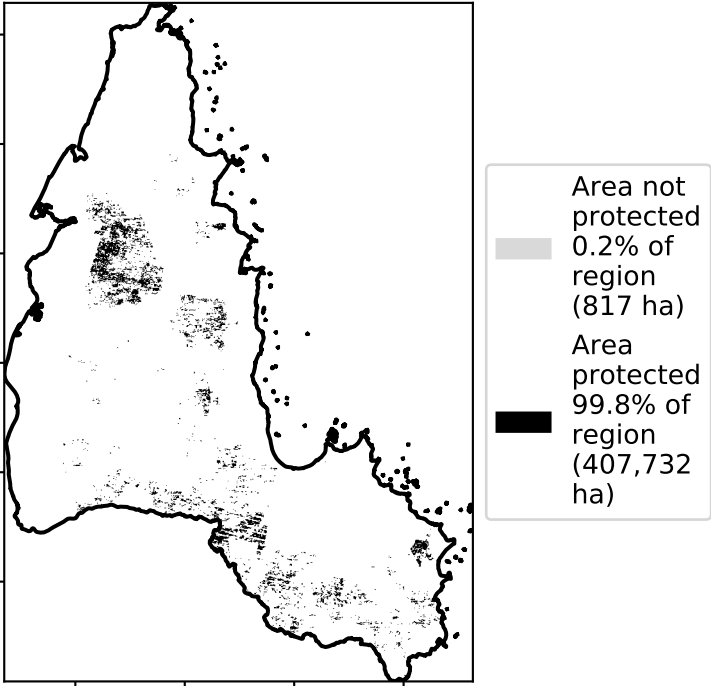 Area not
protected
0.2% of
region
(817 ha)
Area
protected
99.8% of
region
(407,732
ha)